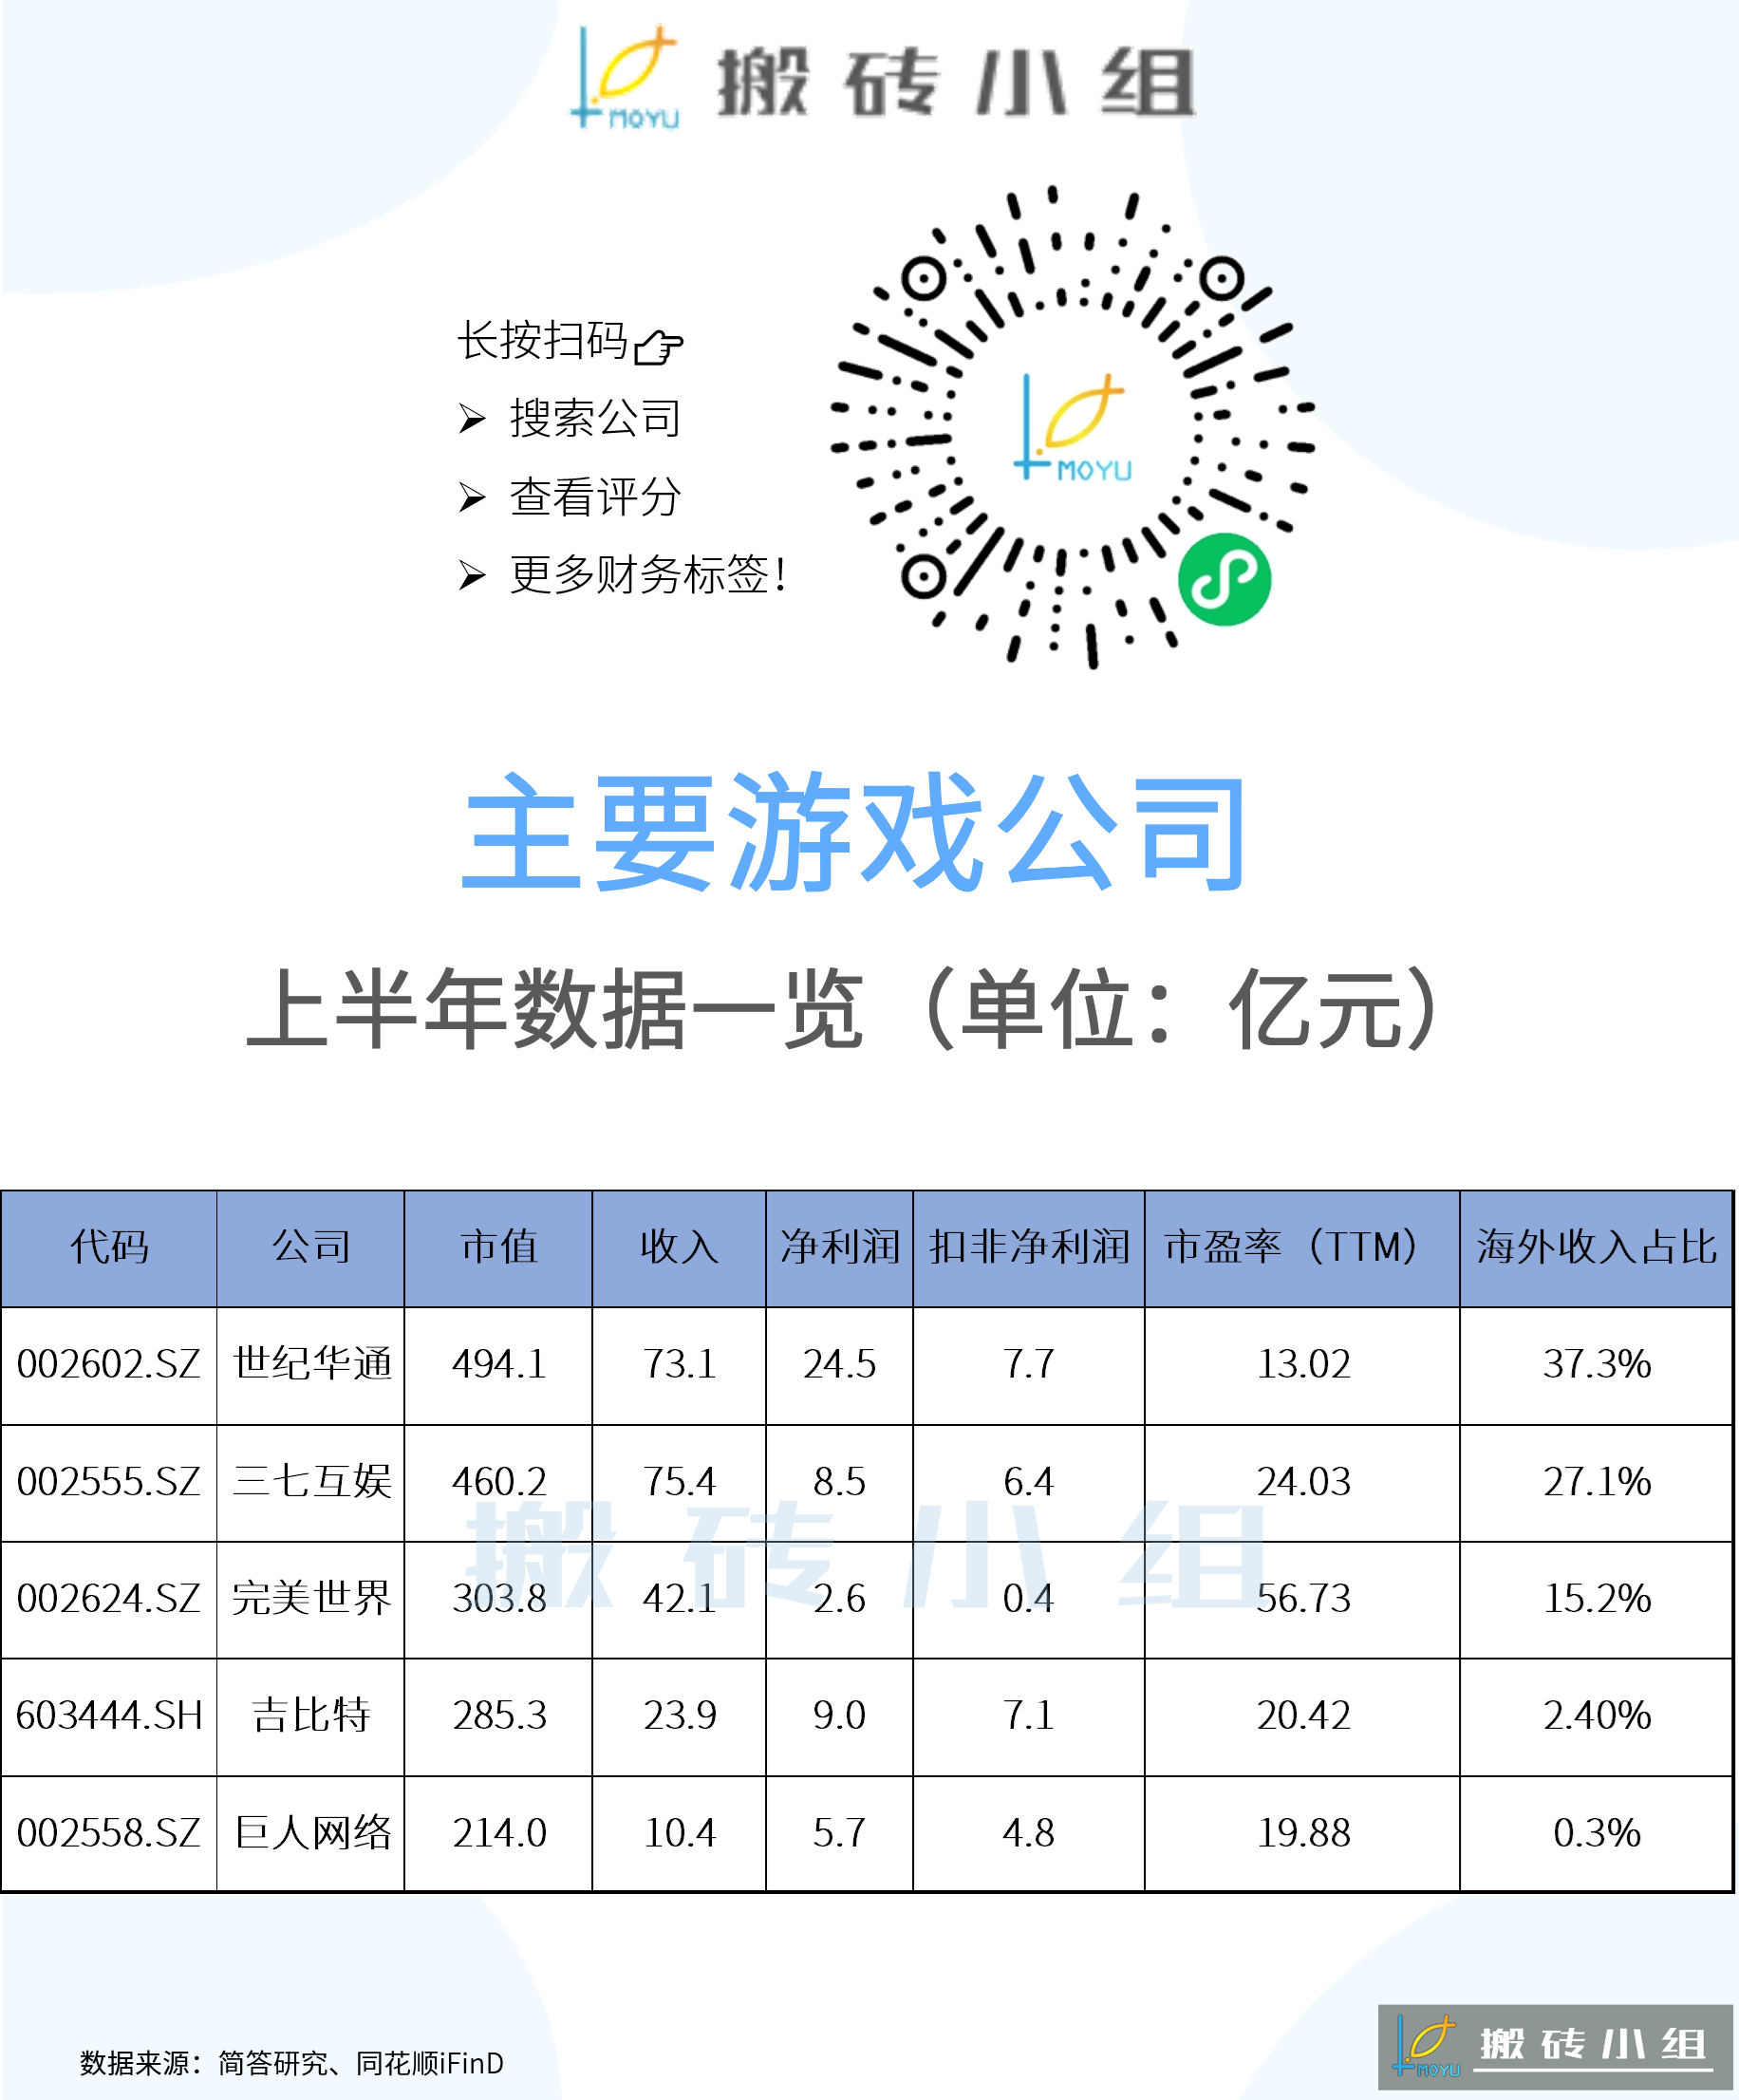 MOYU 搬砖小组
长按扫码
搜索公司
查看评分
更多财务标签!
MOYU
主要游戏公司
上半年数据一览（单位：亿元）
代码 公司 市值 收入 净利润 扣非净利润 市盈率（TTM） 海外收入占比
002602.SZ 世纪华通 494.1 73.1 24.5 7.7 13.02 37.3%
002555.SZ 三七互娱 460.2 75.4 8.5 6.4 24.03 27.1%
搬砖小组
002624.SZ 完美世界 303.8 42.1 2.6 0.4 56.73 15.2%
603444.SH 吉比特 285.3 23.9 9.0 7.1 20.42 2.40%
002558.SZ 巨人网络 214.0 10.4 5.7 4.8 19.88 0.3%
数据来源：简答研究、同花顺iFinD
MOYU 搬砖小组